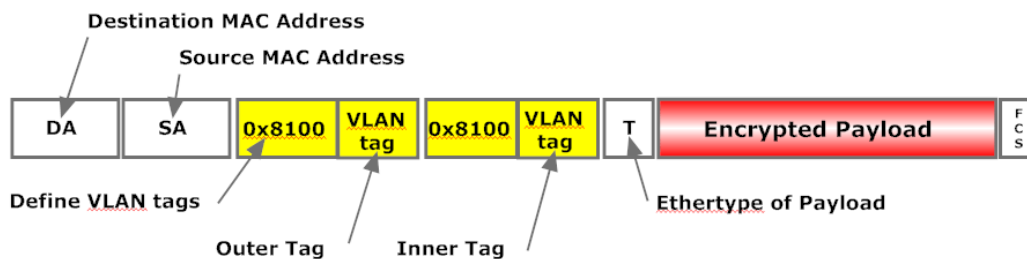 Destination MAC Address
Source MAC Address
DA
SA
0x8100
VLAN
tag
0x8100
VLAN
tag
T
Encrypted Payload
F
C
S
Define VLAN tags
Ethertype of Payload
Outer Tag
Inner Tag